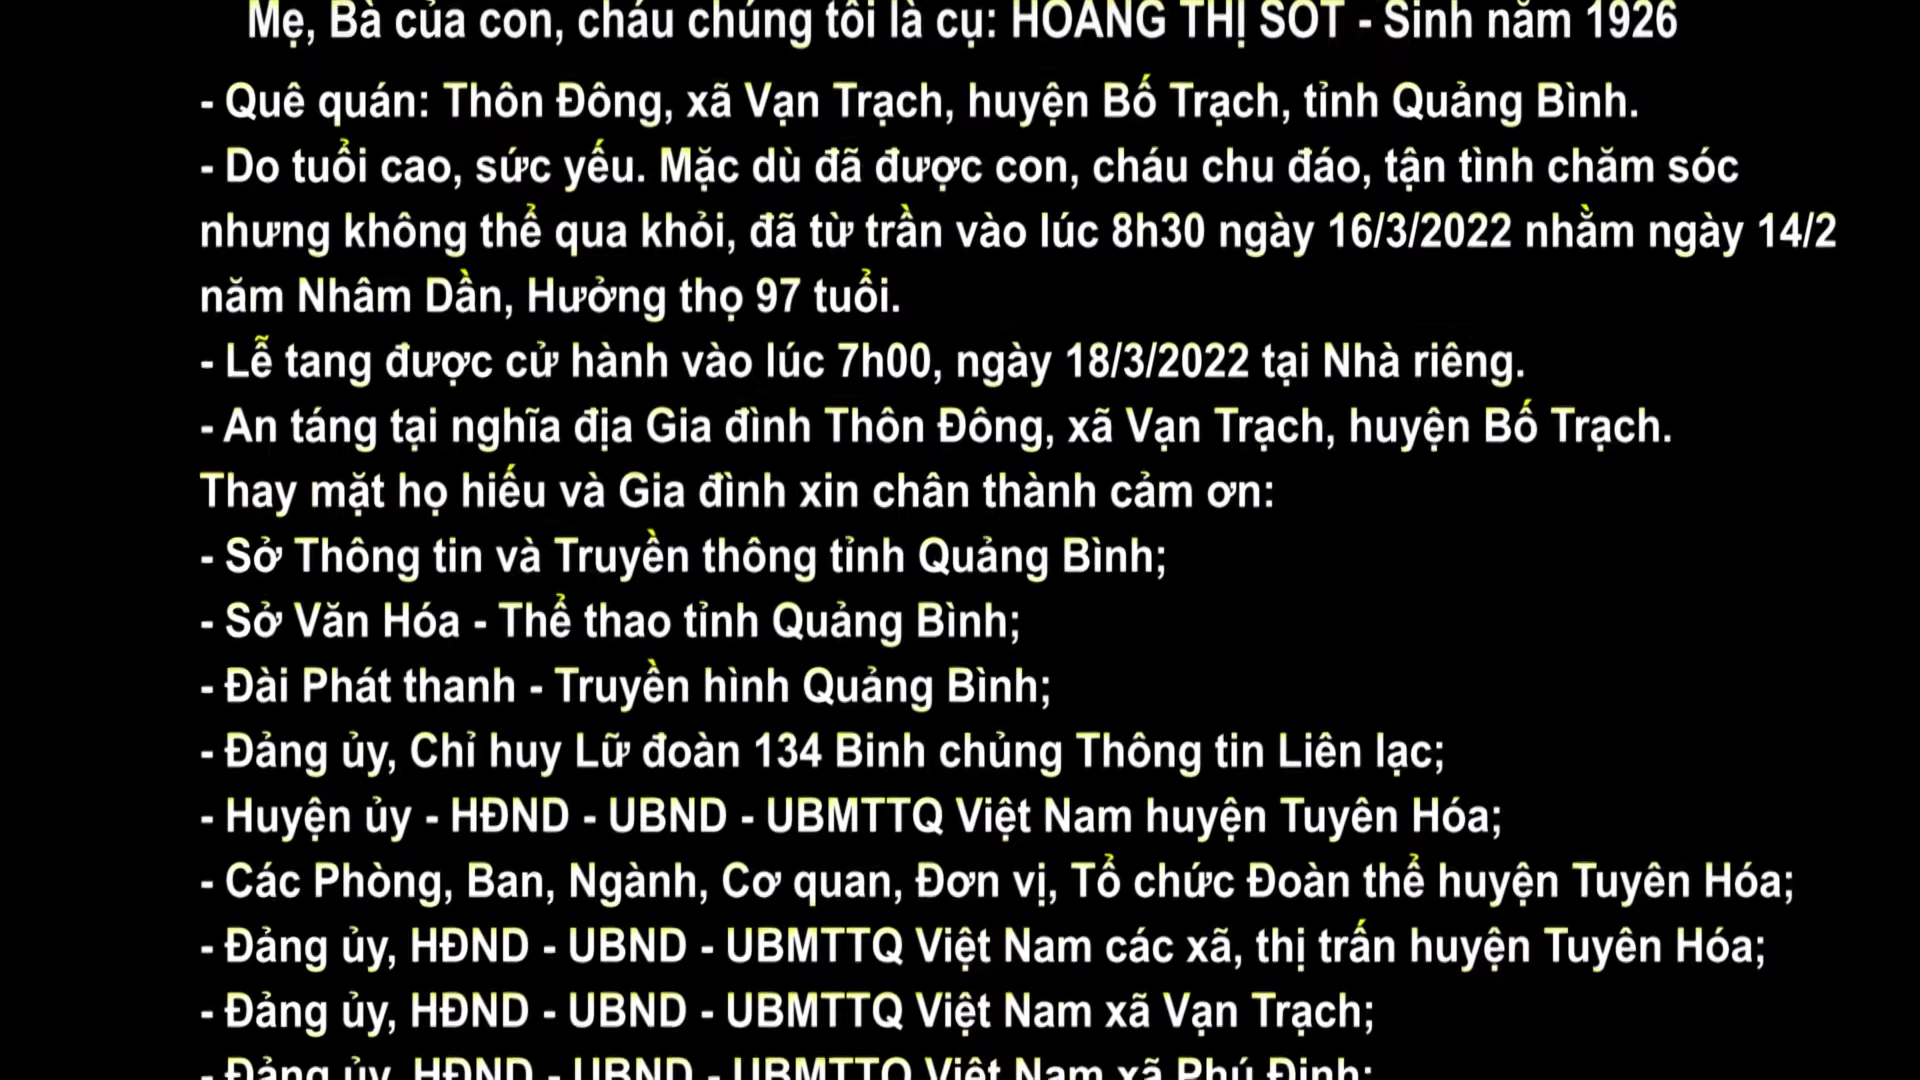 Mẹ, Bà của con, cháu chúng tôi là cụ: HOÀNG THỊ SÓT - Sinh năm 1926
- Quê quán: Thôn Đông, xã Vạn Trạch, huyện Bố Trạch, tỉnh Quảng Bình.
- Do tuổi cao, sức yếu. Mặc dù đã được con, cháu chu đáo, tận tình chăm sóc
nhưng không thể qua khỏi, đã từ trần vào lúc 8h30 ngày 16/3/2022 nhằm ngày 14/2
năm Nhâm Dần, Hưởng thọ 97 tuổi.
- Lễ tang được cử hành vào lúc 7h00, ngày 18/3/2022 tại Nhà riêng.
- An táng tại nghĩa địa Gia đình Thôn Đông, xã Vạn Trạch, huyện Bố Trạch.
Thay mặt họ hiếu và Gia đình xin chân thành cảm ơn:
- Sở Thông tin và Truyền thông tỉnh Quảng Bình;
- Sở Văn Hóa - Thể thao tỉnh Quảng Bình;
- Đài Phát thanh - Truyền hình Quảng Bình;
- Đảng ủy, Chỉ huy Lữ đoàn 134 Binh chủng Thông tin Liên lạc;
- Huyện ủy - HĐND - UBND - UBMTTQ Việt Nam huyện Tuyên Hóa;
- Các Phòng, Ban, Ngành, Cơ quan, Đơn vị, Tổ chức Đoàn thể huyện Tuyên Hóa;
- Đảng ủy, HĐND - UBND - UBMTTQ Việt Nam các xã, thị trấn huyện Tuyên Hóa;
- Đảng ủy, HĐND - UBND - UBMTTQ Việt Nam xã Vạn Trạch;
- Đảng ủy, HĐND - UBND - UBMTTQ Việt Nam xã Phú Định;